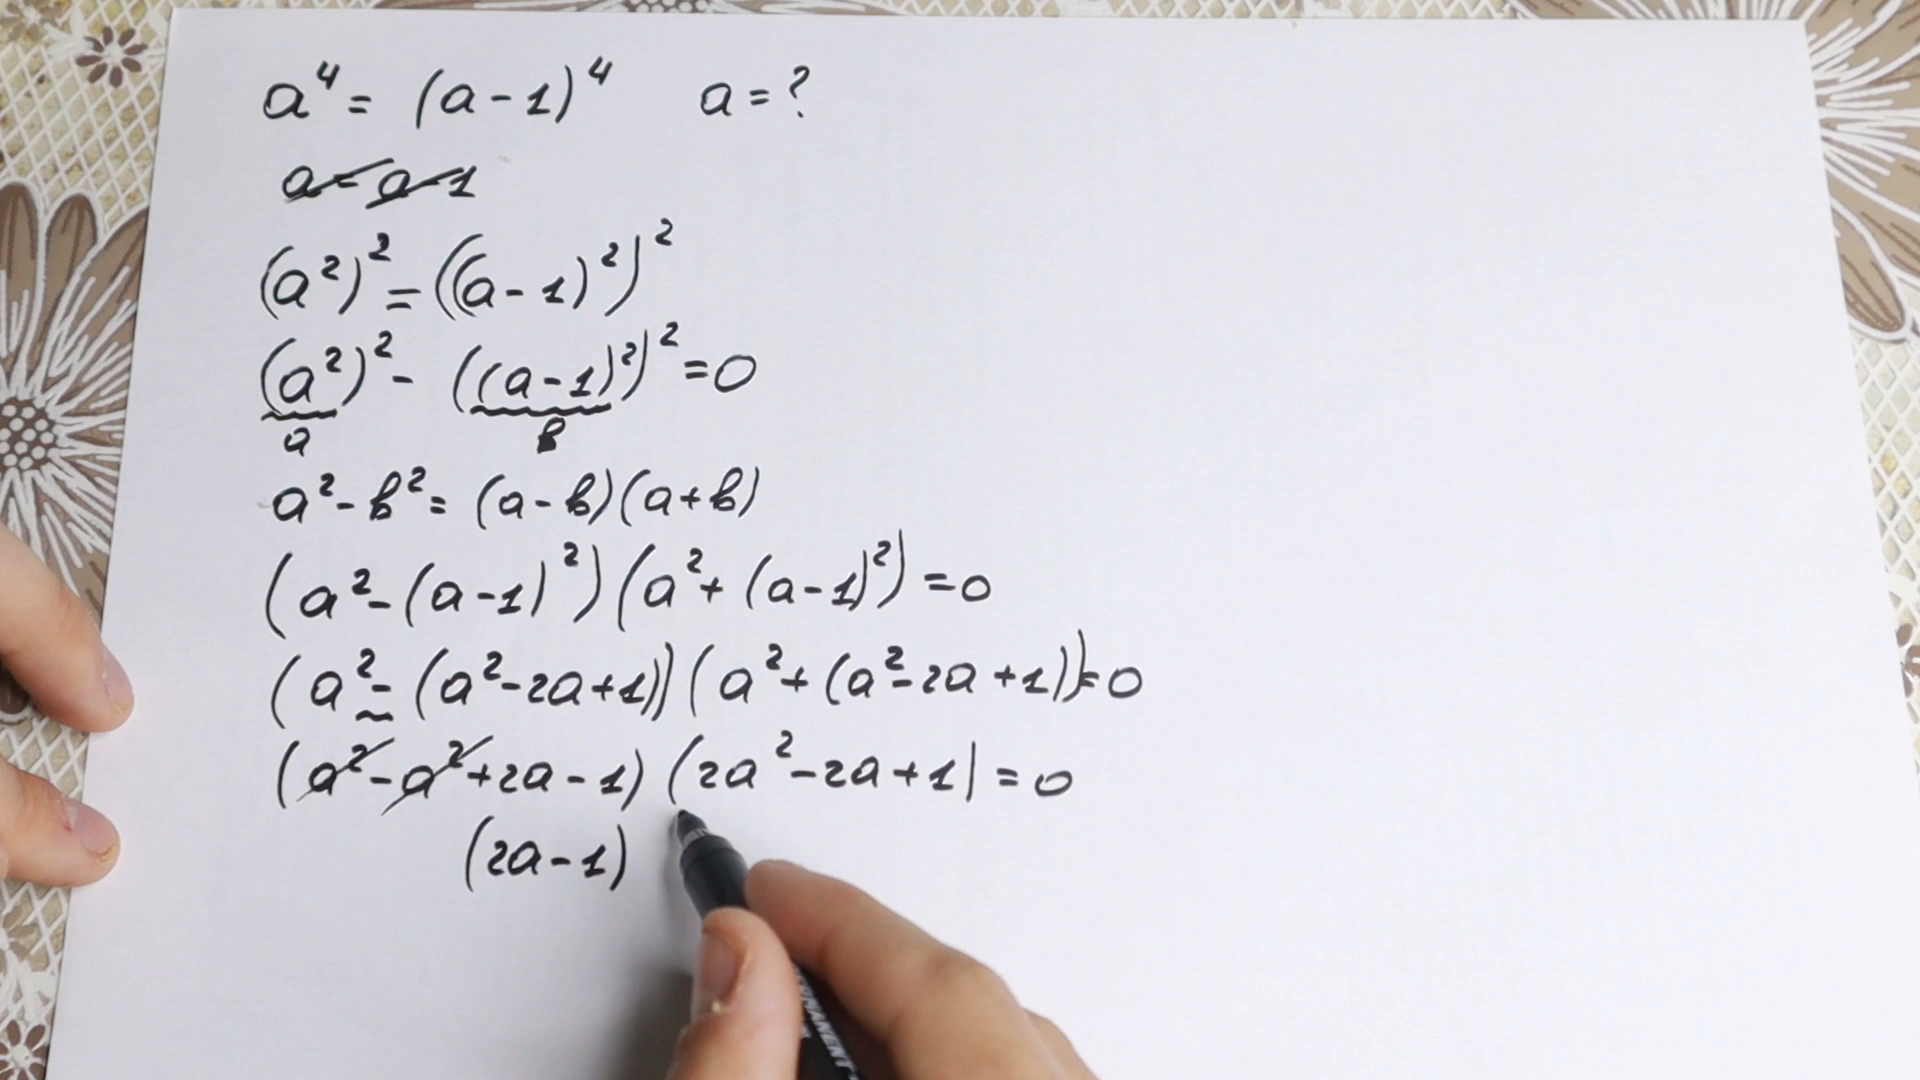 a⁴ = (a-1)⁴ a = ?
a = a-1
(a²)² = ((a-1)²)²
(a²)² - ((a-1)²)² = 0
a в
a² - в² = (a-в)(a+в)
(a² - (a-1)²)(a² + (a-1)²) = 0
(a² - (a² - 2a + 1))(a² + (a² - 2a + 1)) = 0
(a² - a² + 2a - 1)(2a² - 2a + 1) = 0
(2a - 1)